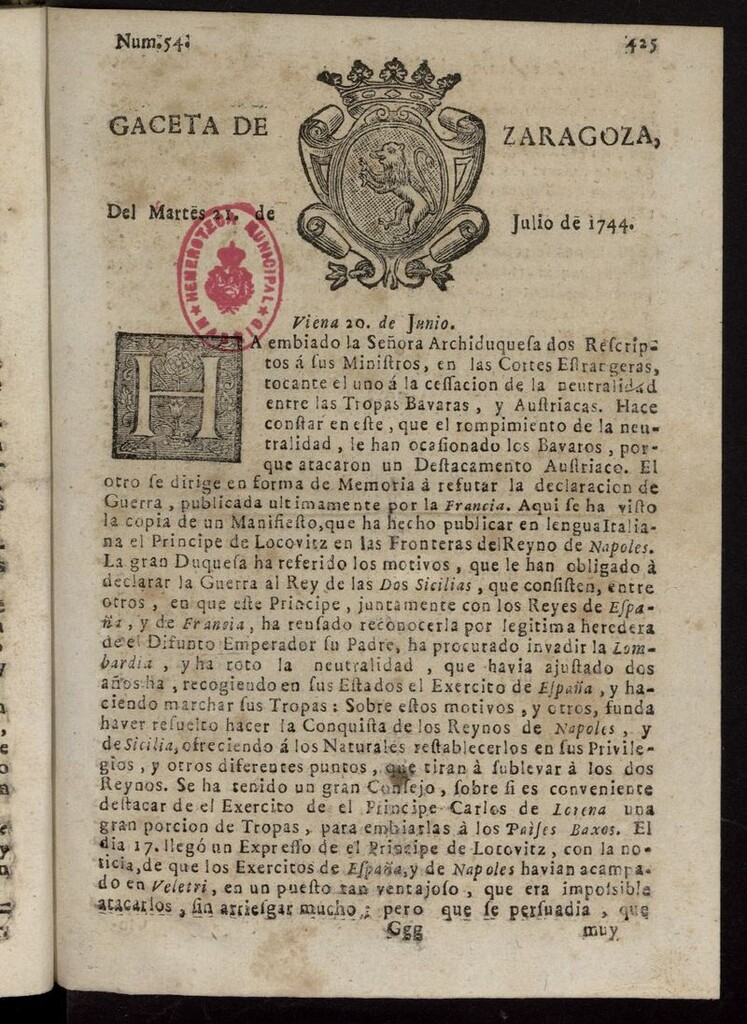 Num. 54.
425
GACETA DE ZARAGOZA,
Del Martes 21. de Julio de 1744.
HEMEROTECA MUNICIPAL
Viena 20. de Junio.
HA embiado la Señora Archiduquesa dos Rescrip-
tos á sus Ministros, en las Cortes Estrangeras,
tocante el uno á la cessacion de la neutralidad
entre las Tropas Bavaras, y Austriacas. Hace
constar en este, que el rompimiento de la neu-
tralidad, le han ocasionado los Bavaros, por-
que atacaron un Destacamento Austriaco. El
otro se dirige en forma de Memoria à refutar la declaracion de
Guerra, publicada ultimamente por la Francia. Aqui se ha visto
la copia de un Manifiesto, que ha hecho publicar en lengua Italia-
na el Principe de Locovitz en las Fronteras del Reyno de Napoles.
La gran Duquesa ha referido los motivos, que le han obligado à
declarar la Guerra al Rey de las Dos Sicilias, que consisten, entre
otros, en que este Principe, juntamente con los Reyes de Espa-
ña, y de Francia, ha reusado reconocerla por legitima heredera
de el Difunto Emperador su Padre, ha procurado invadir la Lom-
bardia, y ha roto la neutralidad, que havia ajustado dos
años ha, recogiendo en sus Estados el Exercito de España, y ha-
ciendo marchar sus Tropas: Sobre estos motivos, y otros, funda
haver resuelto hacer la Conquista de los Reynos de Napoles, y
de Sicilia, ofreciendo á los Naturales restablecerlos en sus Privile-
gios, y otros diferentes puntos, que tiran à sublevar à los dos
Reynos. Se ha tenido un gran Consejo, sobre si es conveniente
destacar de el Exercito de el Principe Carlos de Lorena una
gran porcion de Tropas, para embiarlas à los Paises Baxos. El
dia 17. llegó un Expresso de el Principe de Locovitz, con la no-
ticia, de que los Exercitos de España, y de Napoles havian acampa-
do en Veletri, en un puesto tan ventajoso, que era impossible
atacarlos, sin arriesgar mucho; pero que se persuadia, que
Ggg
muy